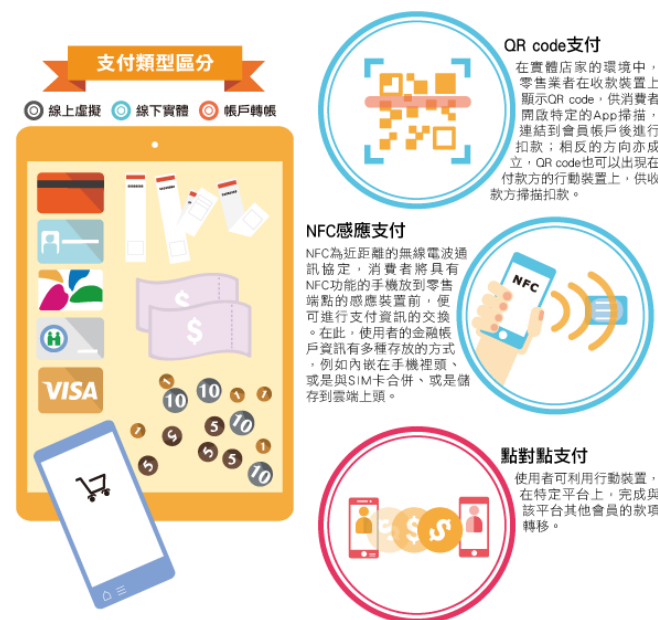 支付類型區分
線上虛擬 線下實體 帳戶轉帳
VISA
$
$
1
10
10
1
1
5
5
10
1
5
5
5
10
QR code支付
在實體店家的環境中，
零售業者在收款裝置上
顯示QR code，供消費者
開啟特定的App掃描，
連結到會員帳戶後進行
扣款；相反的方向亦成
立，QR code也可以出現在
付款方的行動裝置上，供收
款方掃描扣款。
NFC感應支付
NFC為近距離的無線電波通
訊協定，消費者將具有
NFC功能的手機放到零售
端點的感應裝置前，便
可進行支付資訊的交換
。在此，使用者的金融帳
戶資訊有多種存放的方式
，例如內嵌在手機裡頭、
或是與SIM卡合併、或是儲
存到雲端上頭。
NFC
點對點支付
使用者可利用行動裝置，
在特定平台上，完成與
該平台其他會員的款項
轉移。
$
$